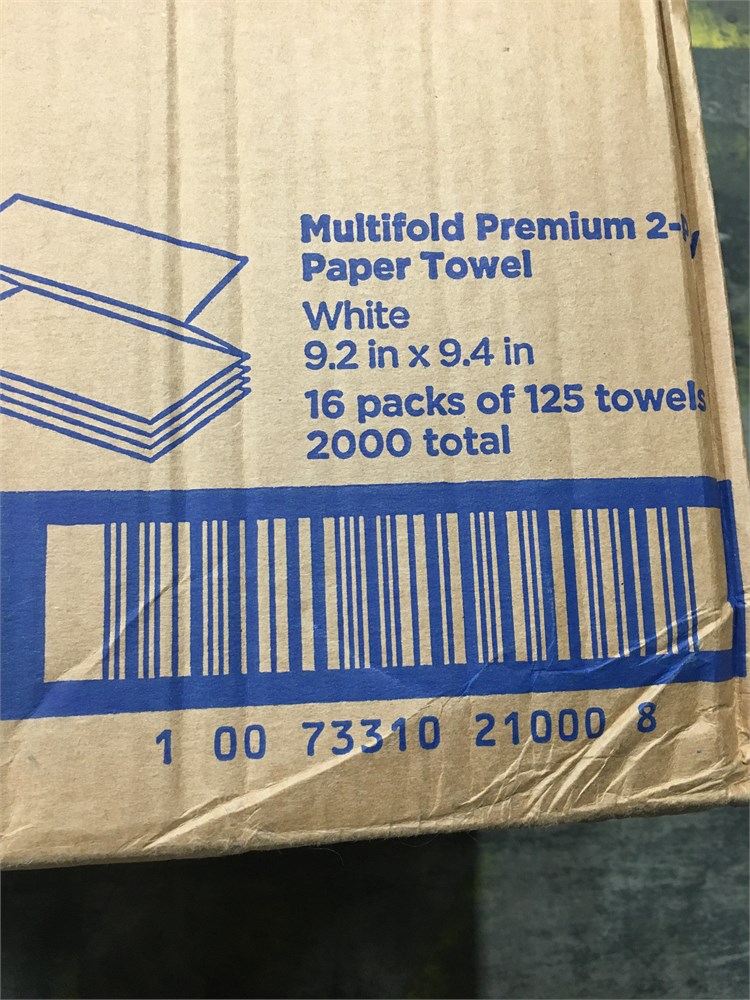 Multifold Premium 2-Ply
Paper Towel
White
9.2 in x 9.4 in
16 packs of 125 towels
2000 total
1 00 73310 21000 8